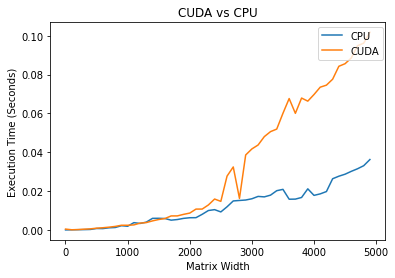 CUDA vs CPU
CPU
CUDA
Execution Time (Seconds)
0.10
0.08
0.06
0.04
0.02
0.00
0 1000 2000 3000 4000 5000
Matrix Width